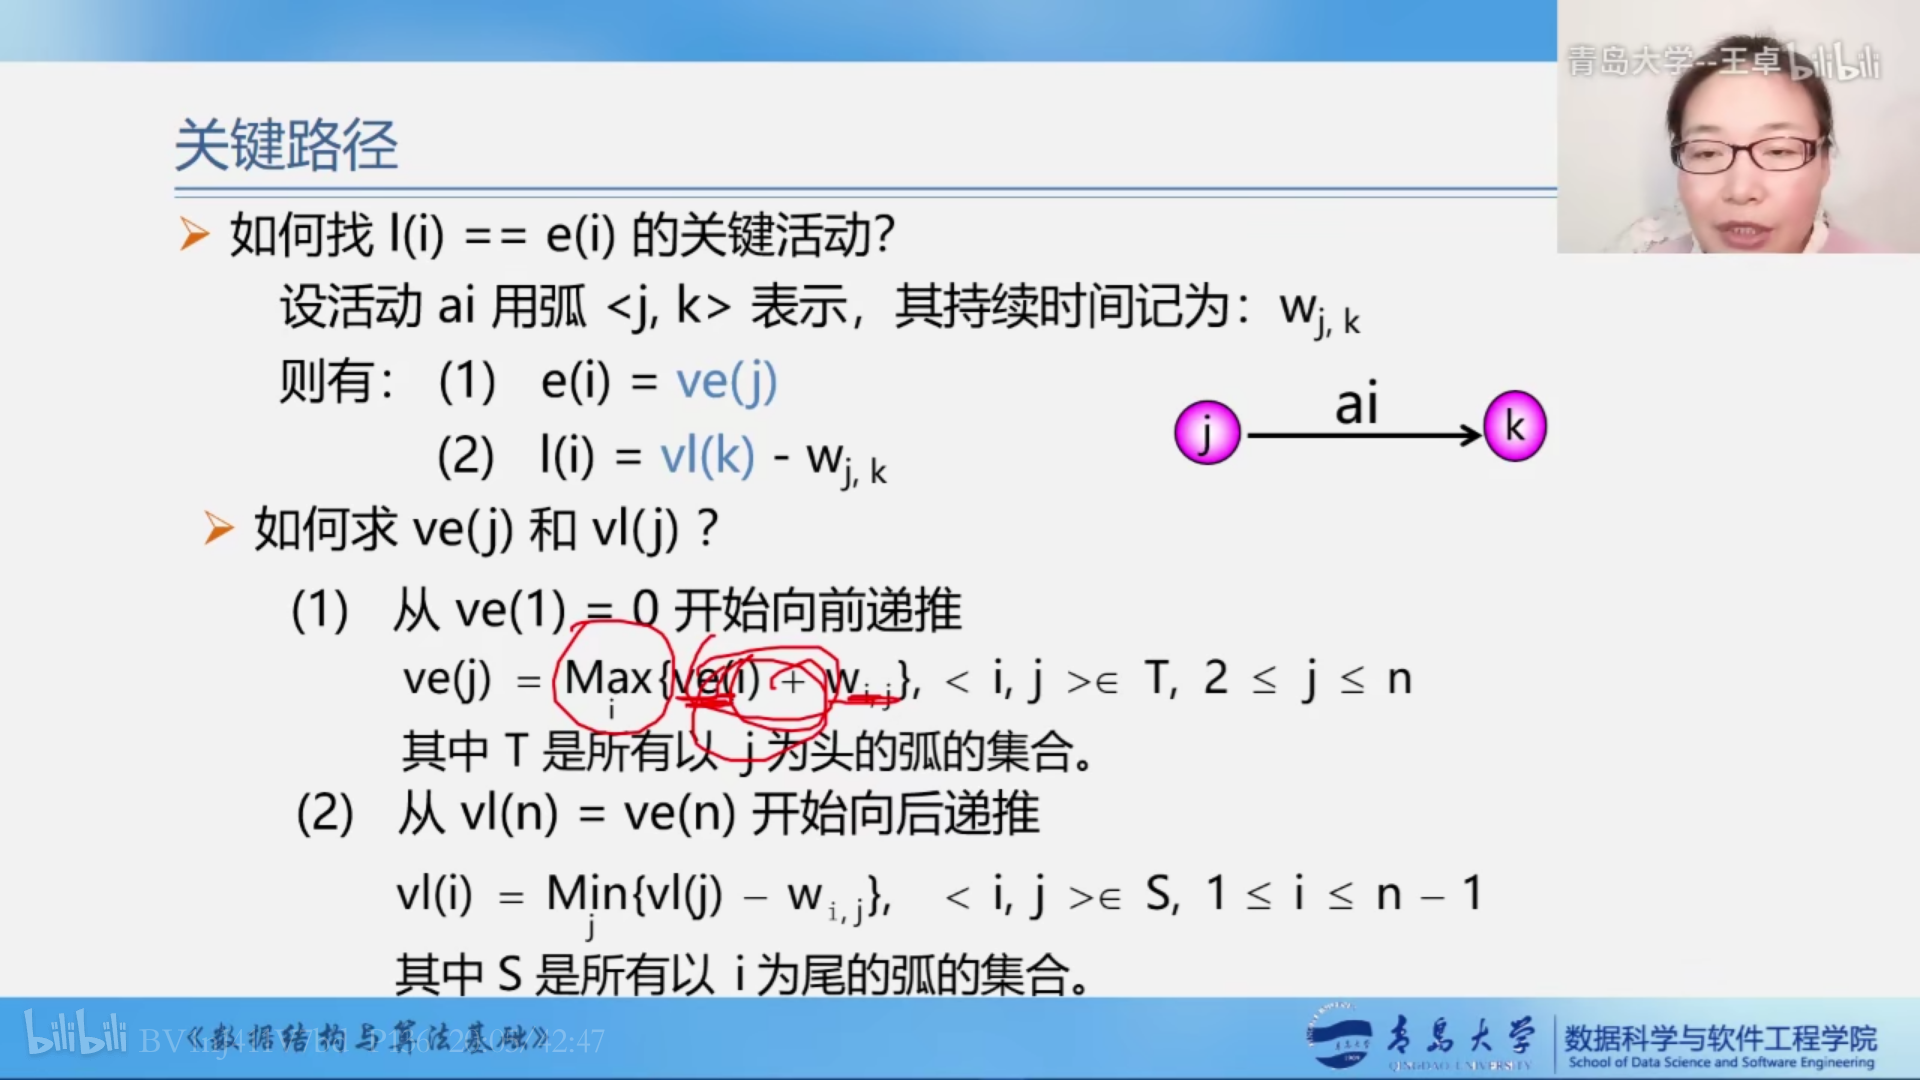 青岛大学--王卓 bilibili
关键路径
如何找 l(i) == e(i) 的关键活动?
设活动 ai 用弧 <j, k> 表示，其持续时间记为：w j, k
则有： (1) e(i) = ve(j)
(2) l(i) = vl(k) - w j, k
j ai k
如何求 ve(j) 和 vl(j) ?
(1) 从 ve(1) = 0 开始向前递推
ve(j) = Max{ve(i) + w i,j}, < i, j >∈ T, 2 ≤ j ≤ n
i
其中 T 是所有以 j 为头的弧的集合。
(2) 从 vl(n) = ve(n) 开始向后递推
vl(i) = Min{vl(j) − w i,j}, < i, j >∈ S, 1 ≤ i ≤ n − 1
j
其中 S 是所有以 i 为尾的弧的集合。
bilibili
《数据结构与算法基础》
青岛大学
QINGDAO UNIVERSITY
数据科学与软件工程学院
School of Data Science and Software Engineering